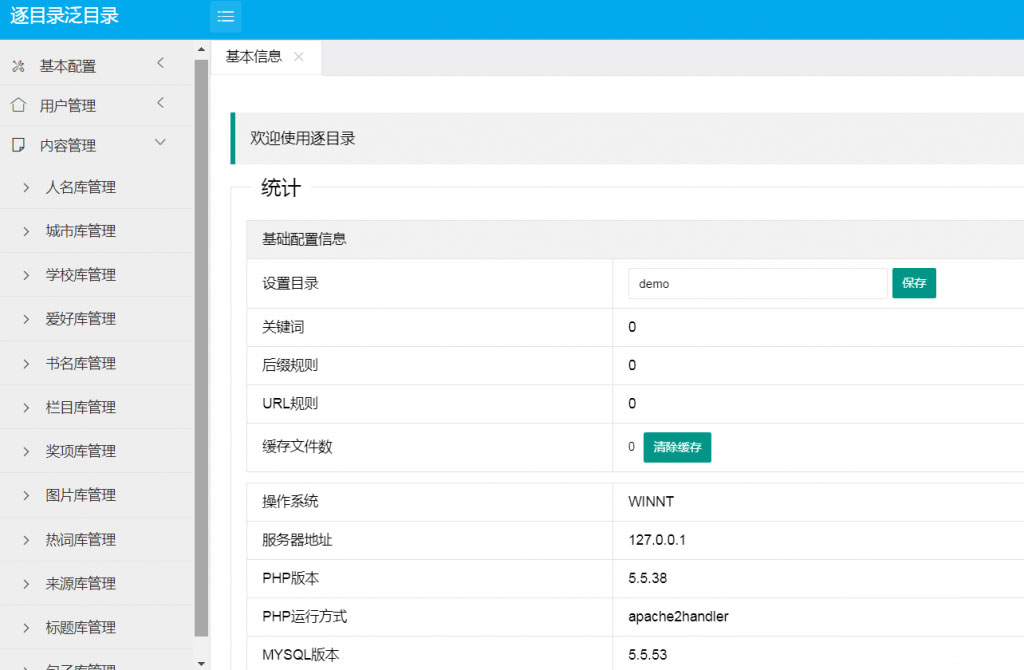 逐目录泛目录
基本配置
用户管理
内容管理
人名库管理
城市库管理
学校库管理
爱好库管理
书名库管理
栏目库管理
奖项库管理
图片库管理
热词库管理
来源库管理
标题库管理
基本信息
欢迎使用逐目录
统计
基础配置信息
设置目录 demo 保存
关键词 0
后缀规则 0
URL规则 0
缓存文件数 0 清除缓存
操作系统 WINNT
服务器地址 127.0.0.1
PHP版本 5.5.38
PHP运行方式 apache2handler
MYSQL版本 5.5.53